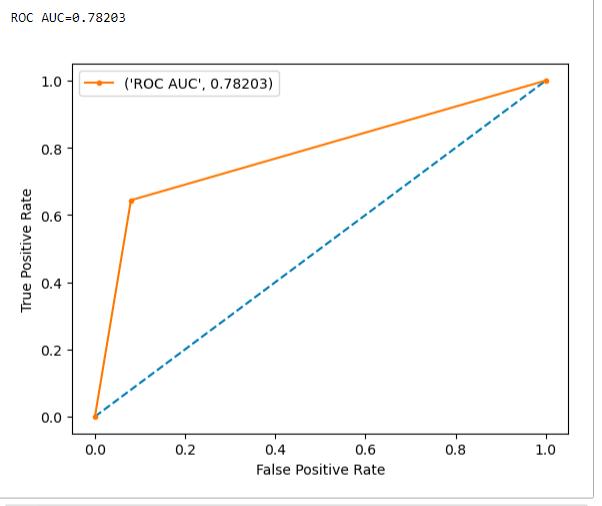 ROC AUC=0.78203
('ROC AUC', 0.78203)
1.0
0.8
0.6
0.4
0.2
0.0
True Positive Rate
0.0 0.2 0.4 0.6 0.8 1.0
False Positive Rate